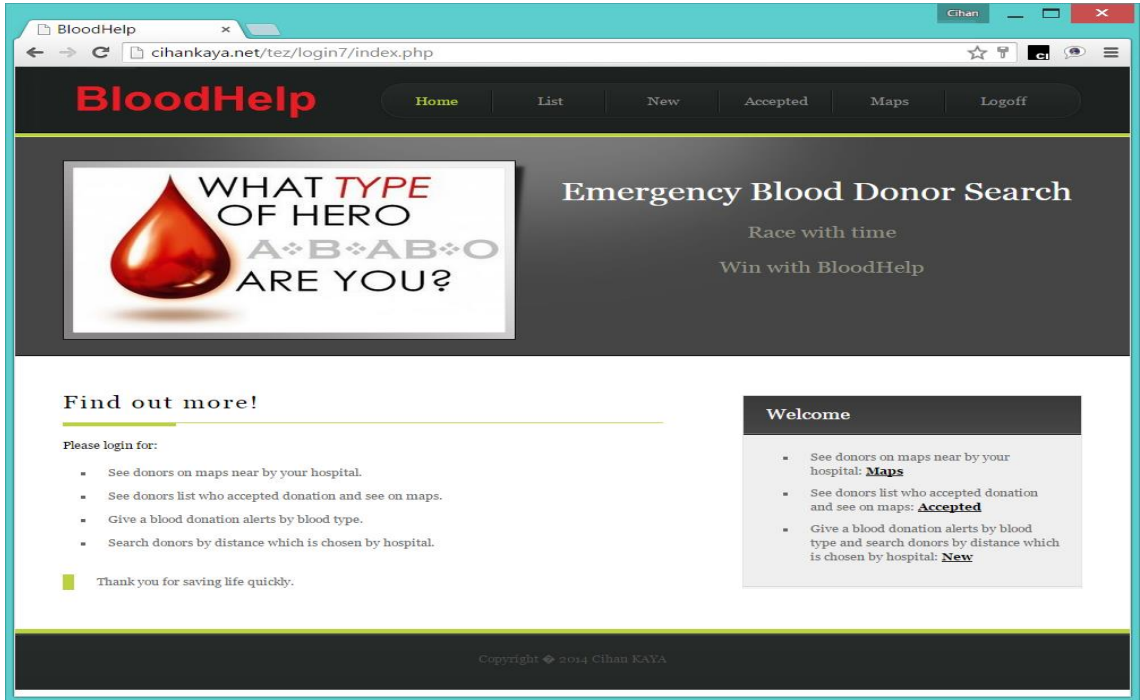 Cihan
BloodHelp
cihankaya.net/tez/login7/index.php
CI
BloodHelp
Home
List
New
Accepted
Maps
Logoff
WHAT TYPE
OF HERO
A❖B❖AB❖O
ARE YOU?
Emergency Blood Donor Search
Race with time
Win with BloodHelp
Find out more!
Please login for:
See donors on maps near by your hospital.
See donors list who accepted donation and see on maps.
Give a blood donation alerts by blood type.
Search donors by distance which is chosen by hospital.
Thank you for saving life quickly.
Welcome
See donors on maps near by your
hospital: Maps
See donors list who accepted donation
and see on maps: Accepted
Give a blood donation alerts by blood
type and search donors by distance which
is chosen by hospital: New
Copyright � 2014 Cihan KAYA